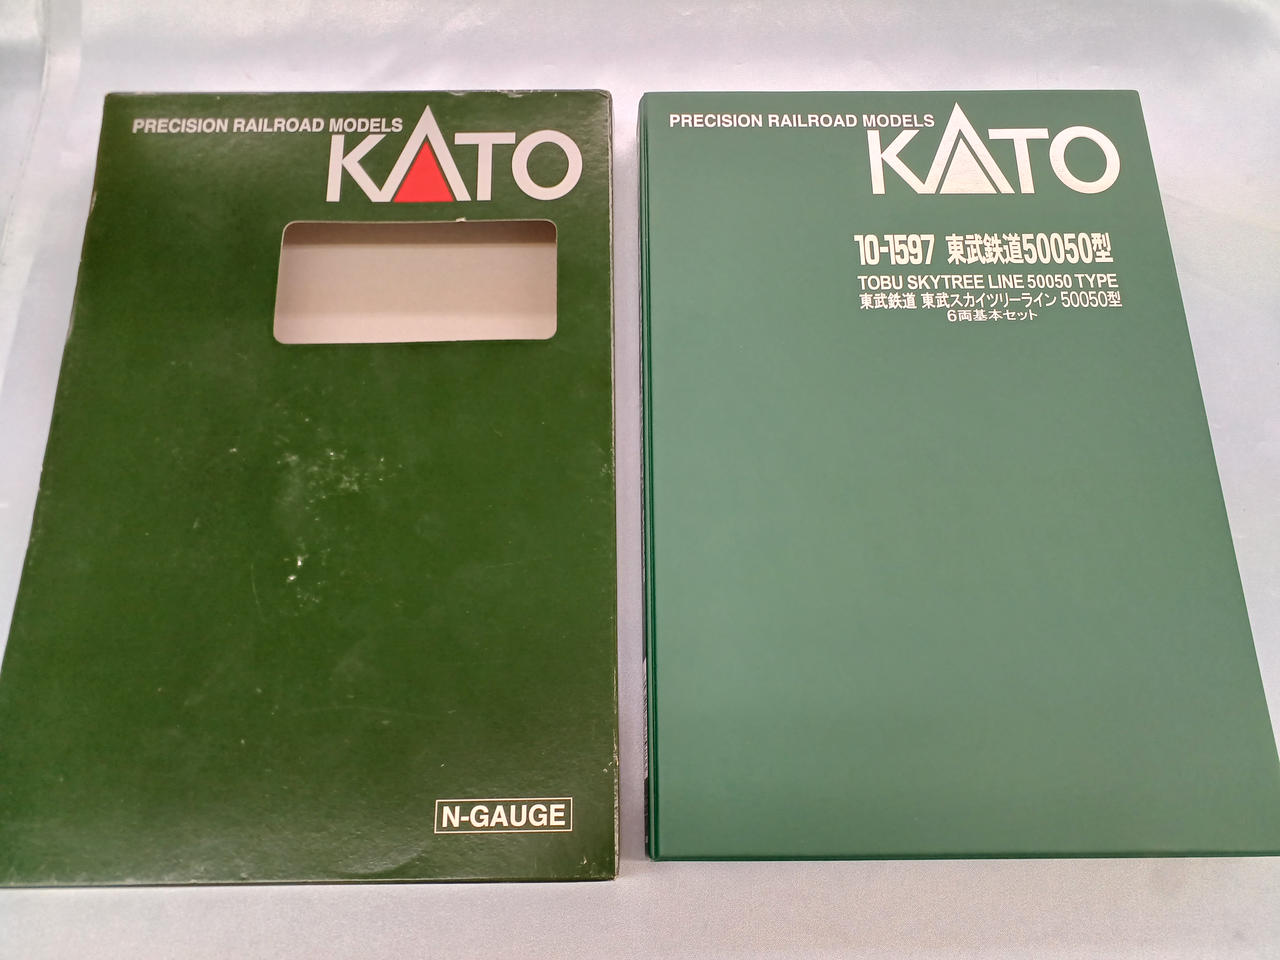 PRECISION RAILROAD MODELS
KATO
N-GAUGE
PRECISION RAILROAD MODELS
KATO
10-1597 東武鉄道50050型
TOBU SKYTREE LINE 50050 TYPE
東武鉄道 東武スカイツリーライン 50050型
6両基本セット